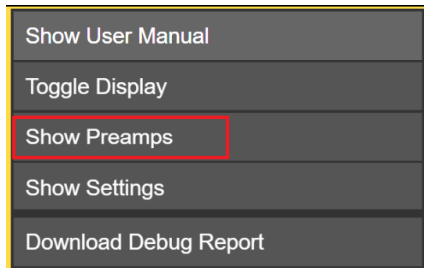 Show User Manual
Toggle Display
Show Preamps
Show Settings
Download Debug Report